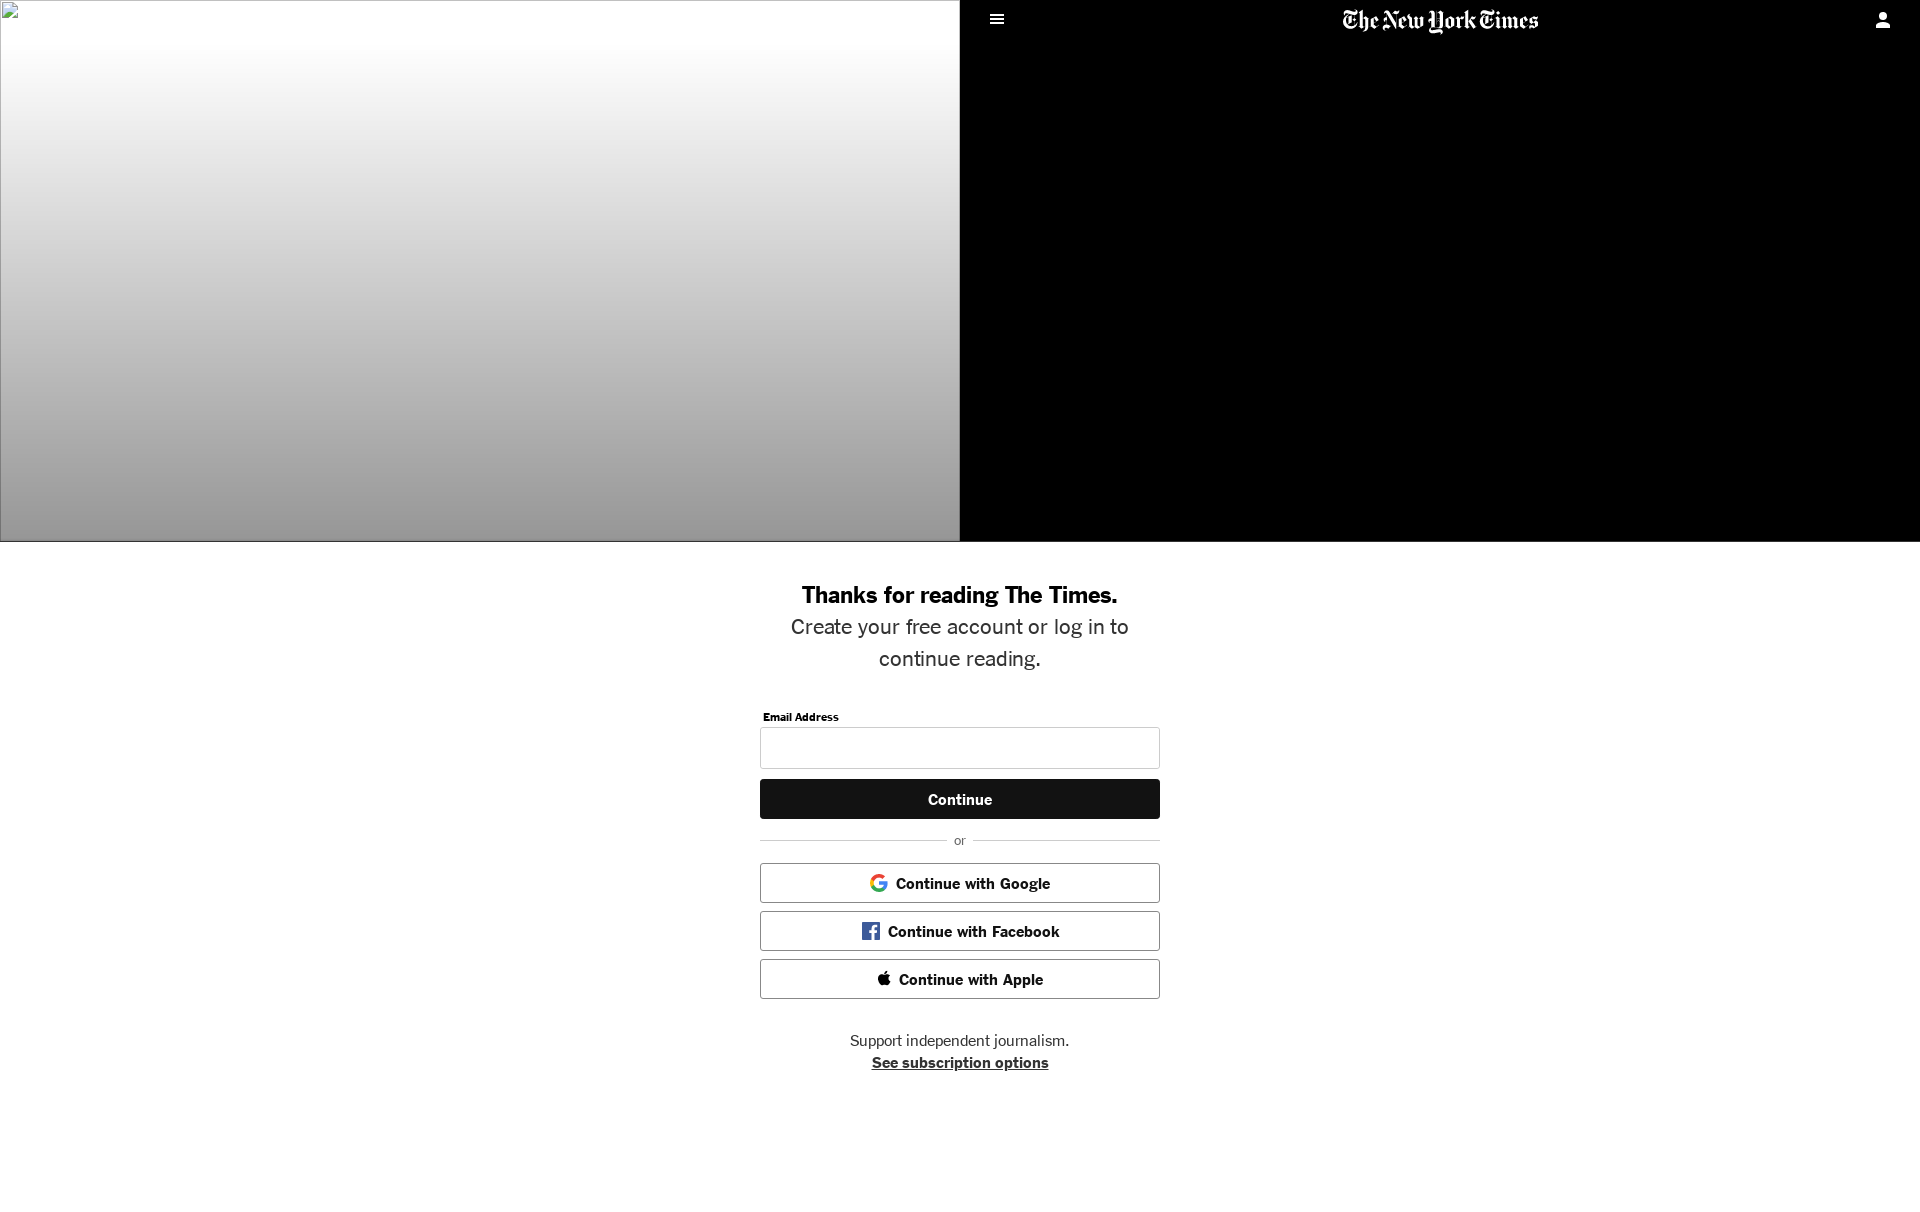 The New York Times
Thanks for reading The Times.
Create your free account or log in to
continue reading.
Email Address
Continue
or
Continue with Google
Continue with Facebook
Continue with Apple
Support independent journalism.
See subscription options